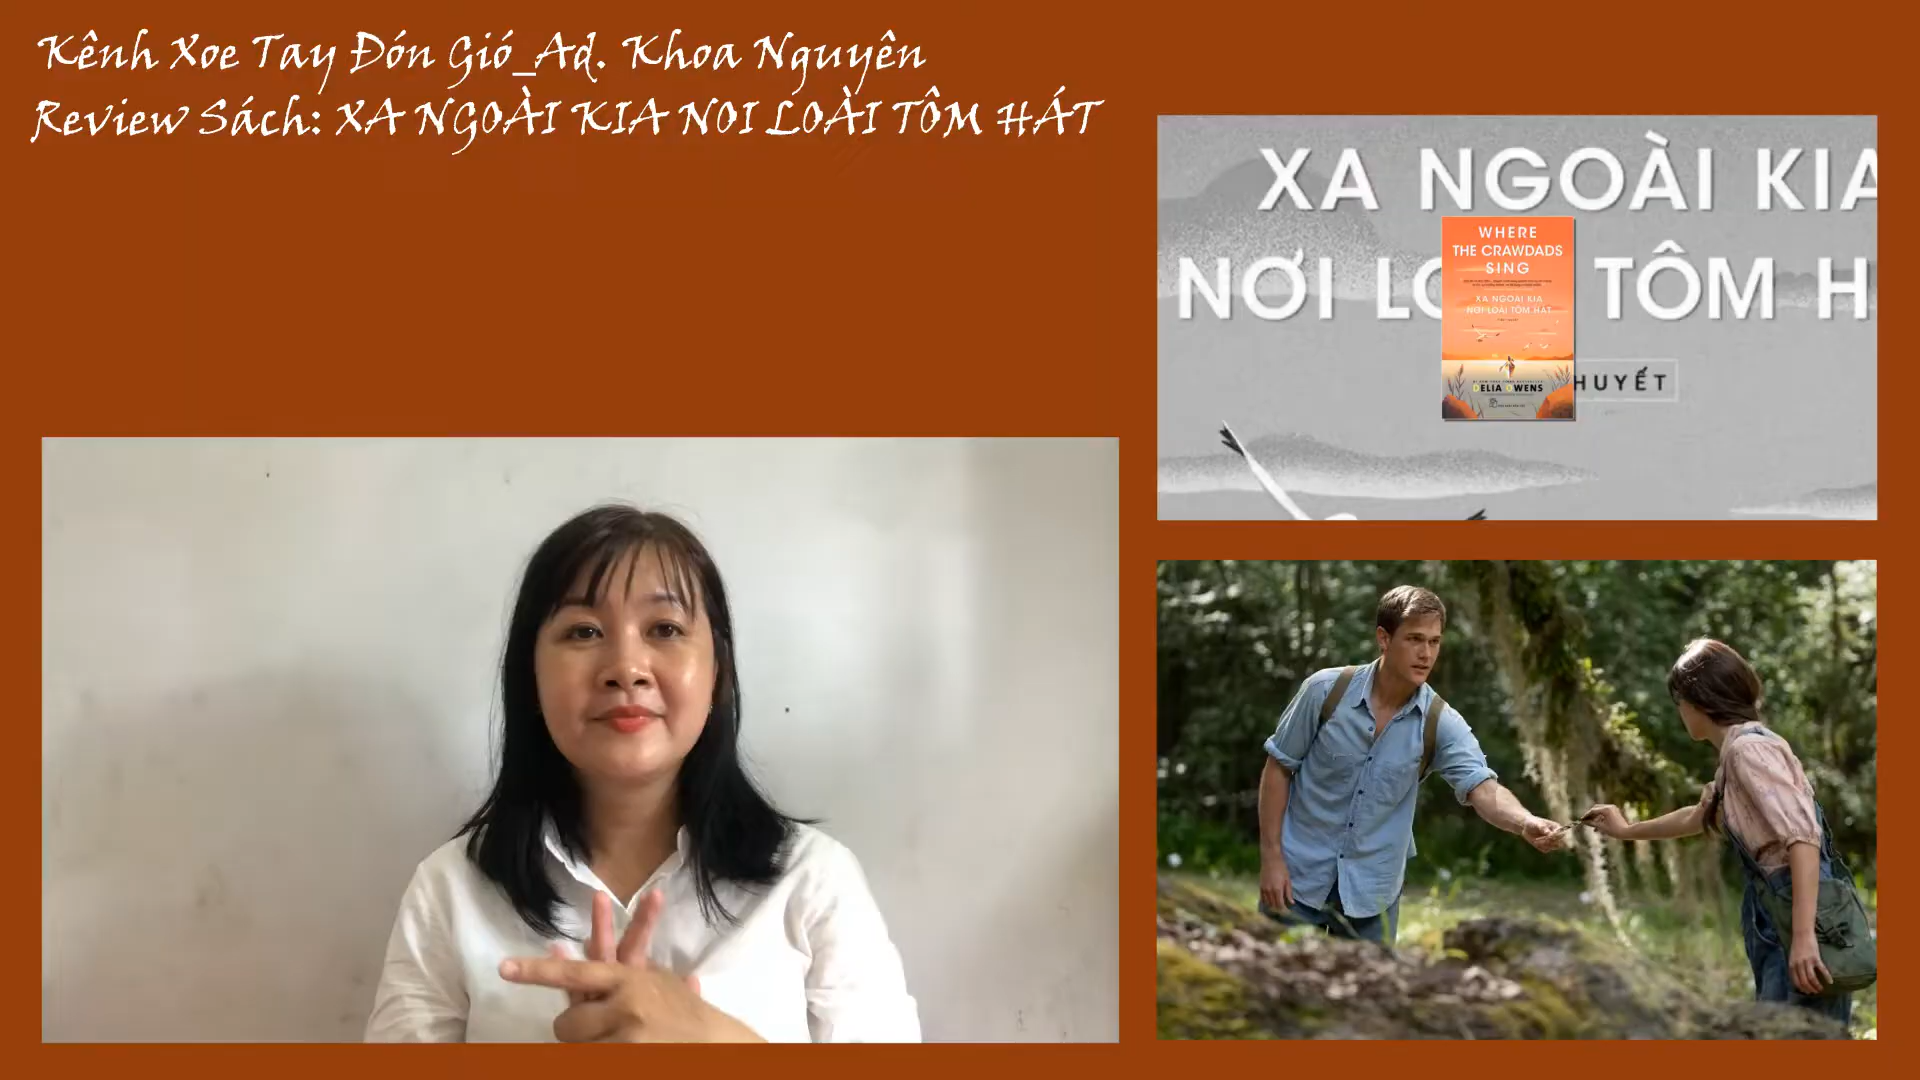 Kênh Xoe Tay Đón Gió_Ad. Khoa Nguyên
Review Sách: XA NGOÀI KIA NOI LOÀI TÔM HÁT
XA NGOÀI KIA
NƠI LO TÔM H
HUYẾT
WHERE
THE CRAWDADS
SING
XA NGOÀI KIA
NƠI LOÀI TÔM HÁT
DELIA OWENS